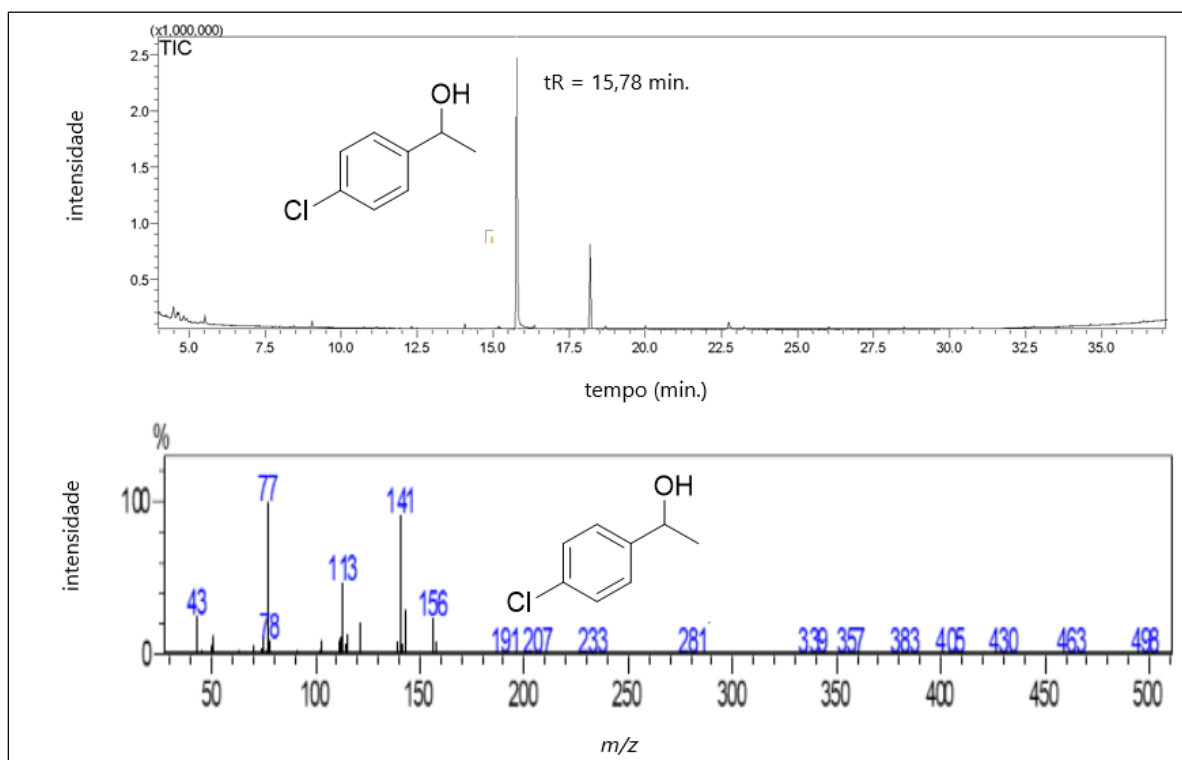 (x1,000,000)
TIC
2.5
2.0
1.5
1.0
0.5
intensidade
tR = 15,78 min.
OH
Cl
5.0 7.5 10.0 12.5 15.0 17.5 20.0 22.5 25.0 27.5 30.0 32.5 35.0
tempo (min.)
%
100
0
intensidade
77
141
113
43
78
156
OH
Cl
191 207 233 281 339 357 383 405 430 463 498
50 100 150 200 250 300 350 400 450 500
m/z